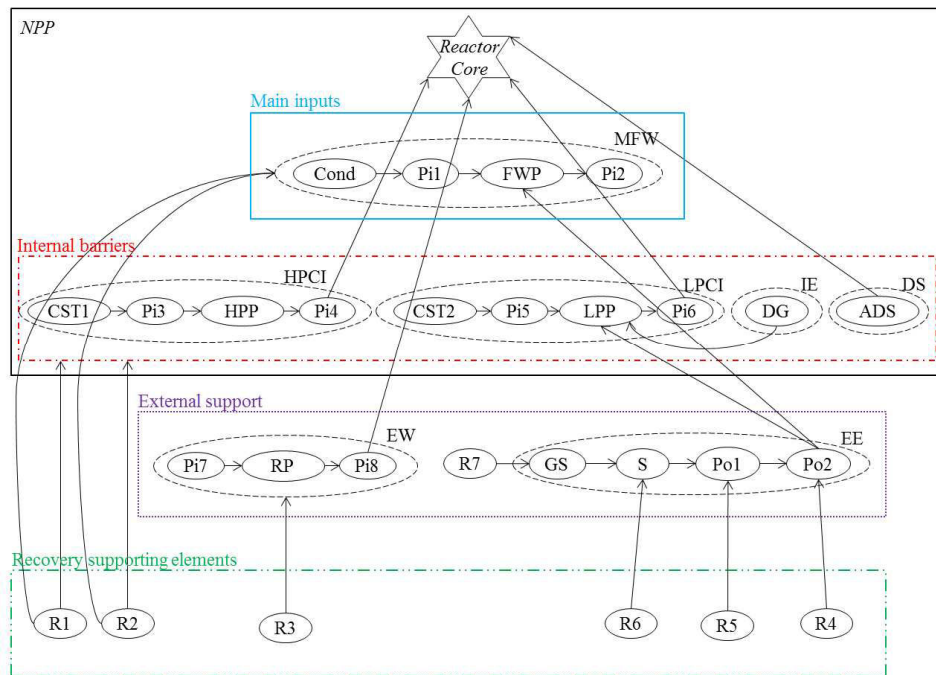 NPP
Reactor
Core
Main inputs
MFW
Cond
Pi1
FWP
Pi2
Internal barriers
HPCI
LPCI
IE
DS
CST1
Pi3
HPP
Pi4
CST2
Pi5
LPP
Pi6
DG
ADS
External support
EW
EE
Pi7
RP
Pi8
R7
GS
S
Po1
Po2
Recovery supporting elements
R1
R2
R3
R6
R5
R4